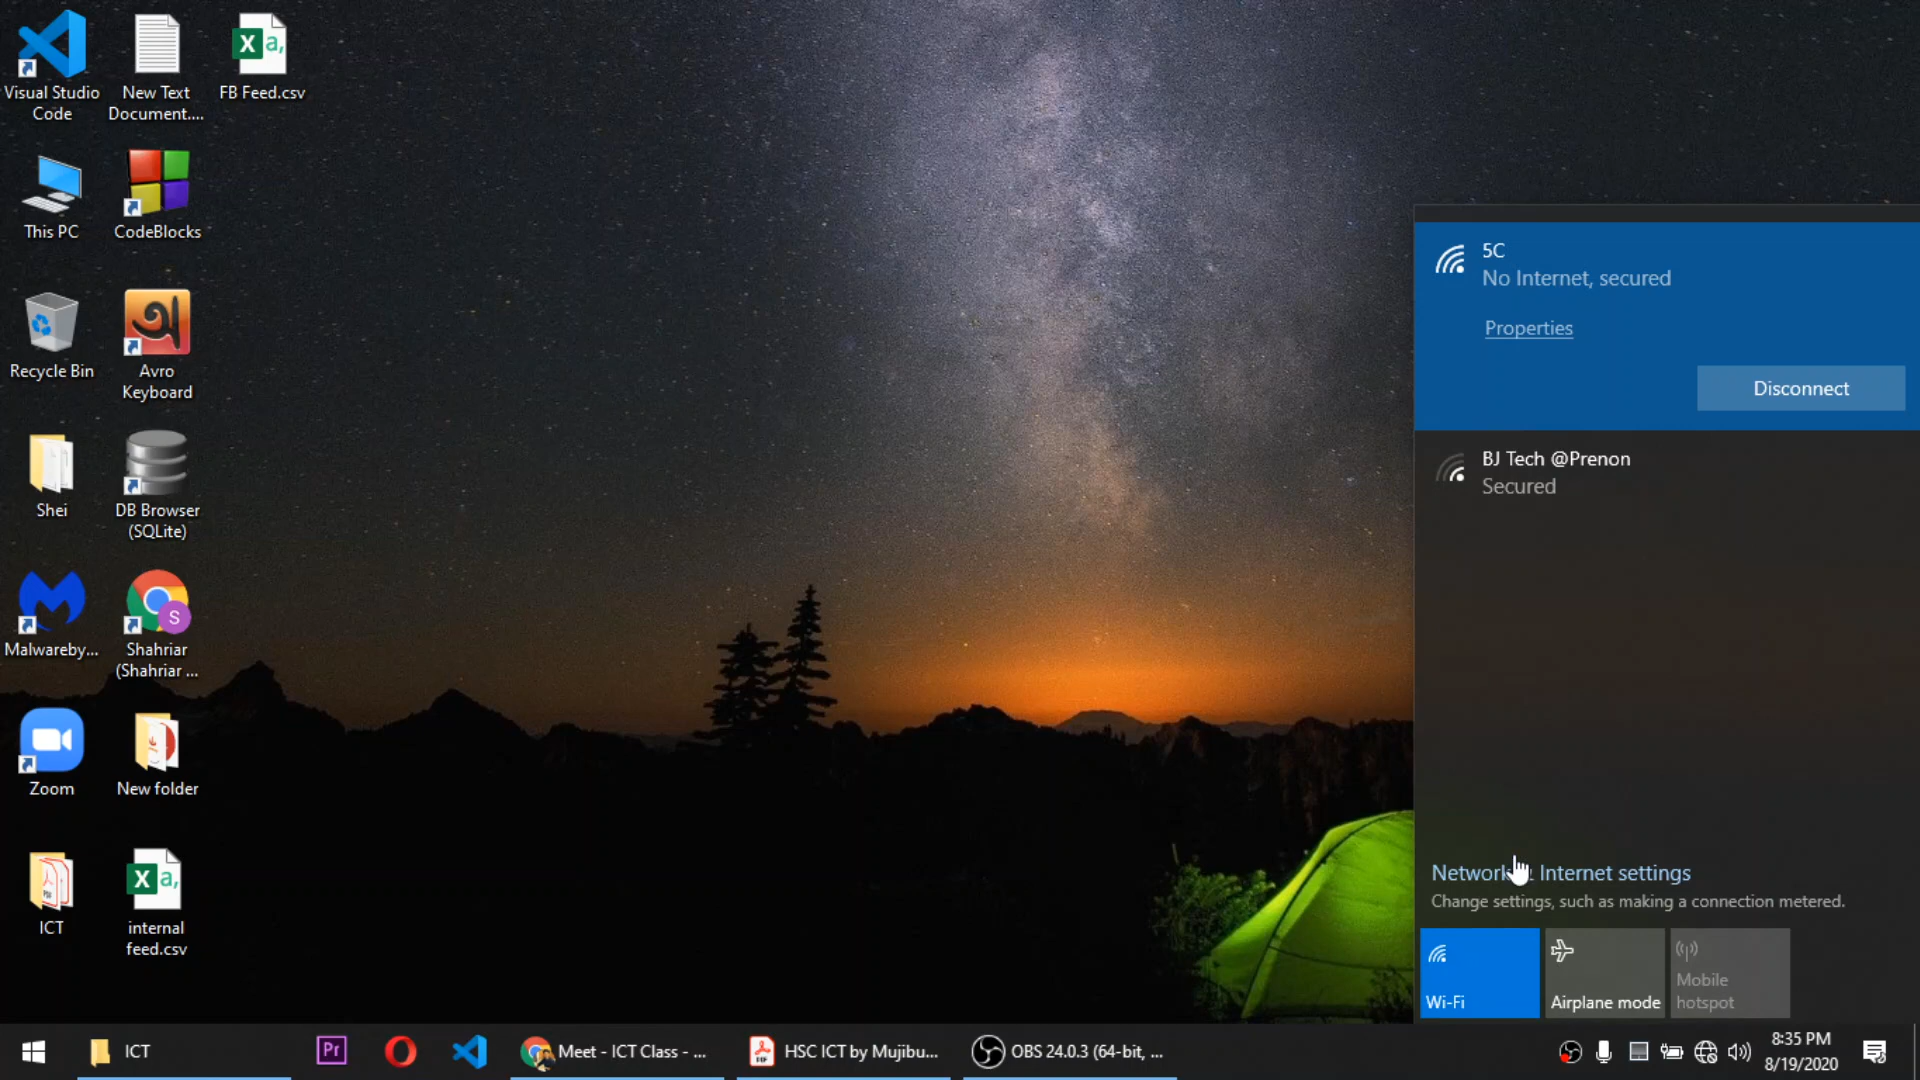 Visual Studio
Code
New Text
Document....
FB Feed.csv
This PC
CodeBlocks
Recycle Bin
Avro
Keyboard
Shei
DB Browser
(SQLite)
Malwareby...
Shahriar
(Shahriar ...
Zoom
New folder
ICT
internal
feed.csv
5C
No Internet, secured
Properties
Disconnect
BJ Tech @Prenon
Secured
Network & Internet settings
Change settings, such as making a connection metered.
Wi-Fi
Airplane mode
Mobile
hotspot
ICT
Pr
Meet - ICT Class - ...
HSC ICT by Mujibu...
OBS 24.0.3 (64-bit, ...
8:35 PM
8/19/2020